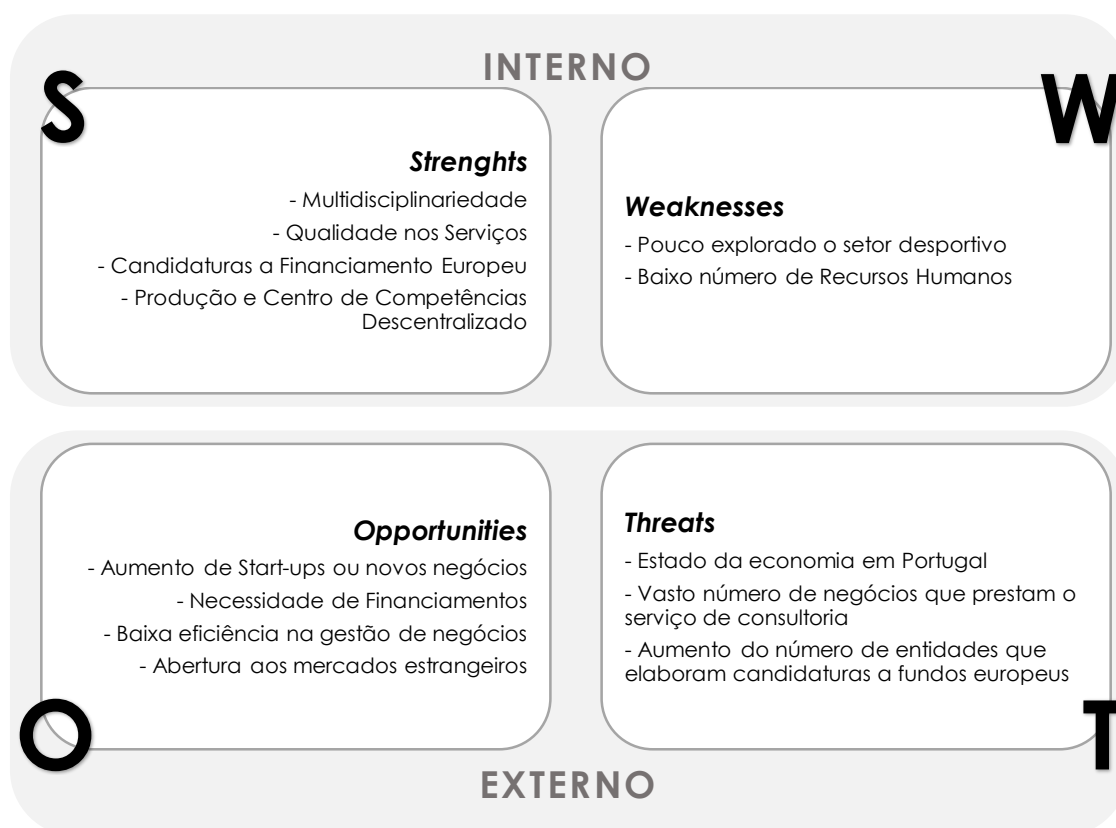 INTERNO
S
Strenghts
- Multidisciplinariedade
- Qualidade nos Serviços
- Candidaturas a Financiamento Europeu
- Produção e Centro de Competências
Descentralizado
W
Weaknesses
- Pouco explorado o setor desportivo
- Baixo número de Recursos Humanos
Opportunities
- Aumento de Start-ups ou novos negócios
- Necessidade de Financiamentos
- Baixa eficiência na gestão de negócios
- Abertura aos mercados estrangeiros
O
Threats
- Estado da economia em Portugal
- Vasto número de negócios que prestam o
serviço de consultoria
- Aumento do número de entidades que
elaboram candidaturas a fundos europeus
T
EXTERNO